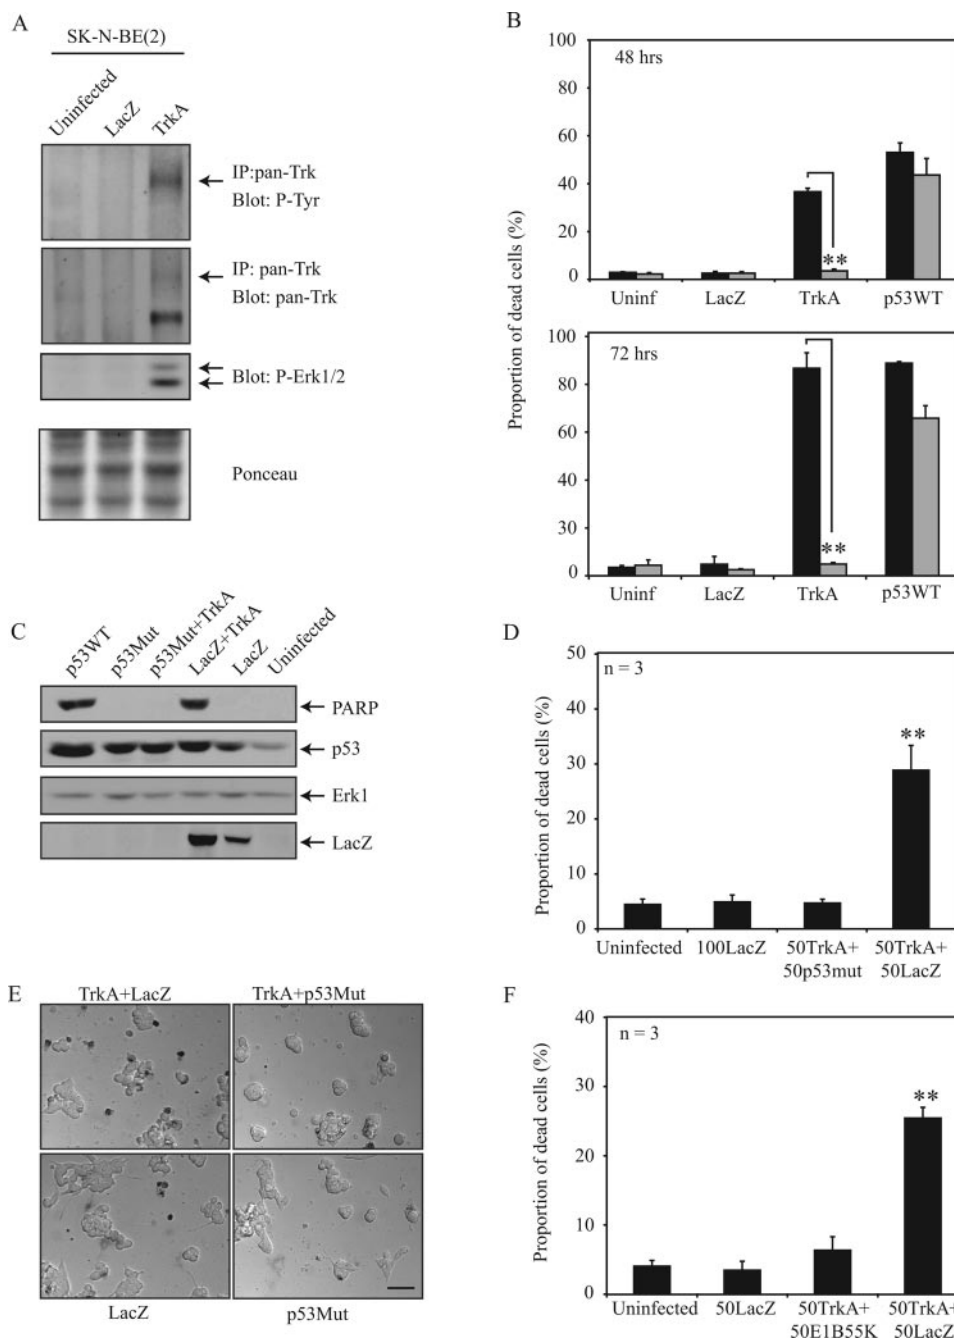 A
SK-N-BE(2)
Uninfected
LacZ
TrkA
IP:pan-Trk
Blot: P-Tyr
IP: pan-Trk
Blot: pan-Trk
Blot: P-Erk1/2
Ponceau
B
Proportion of dead cells (%)
48 hrs
100
80
60
40
20
0
**
Uninf LacZ TrkA p53WT
72 hrs
100
80
60
30
0
**
Uninf LacZ TrkA p53WT
C
p53WT
p53Mut
p53Mut+TrkA
LacZ+TrkA
LacZ
Uninfected
PARP
p53
Erk1
LacZ
D
Proportion of dead cells (%)
n = 3
50
40
30
20
10
0
**
Uninfected 100LacZ 50TrkA+ 50TrkA+
50p53mut 50LacZ
E
TrkA+LacZ TrkA+p53Mut
LacZ p53Mut
F
Proportion of dead cells (%)
n = 3
40
30
20
10
0
**
Uninfected 50LacZ 50TrkA+ 50TrkA+
50E1B55K 50LacZ